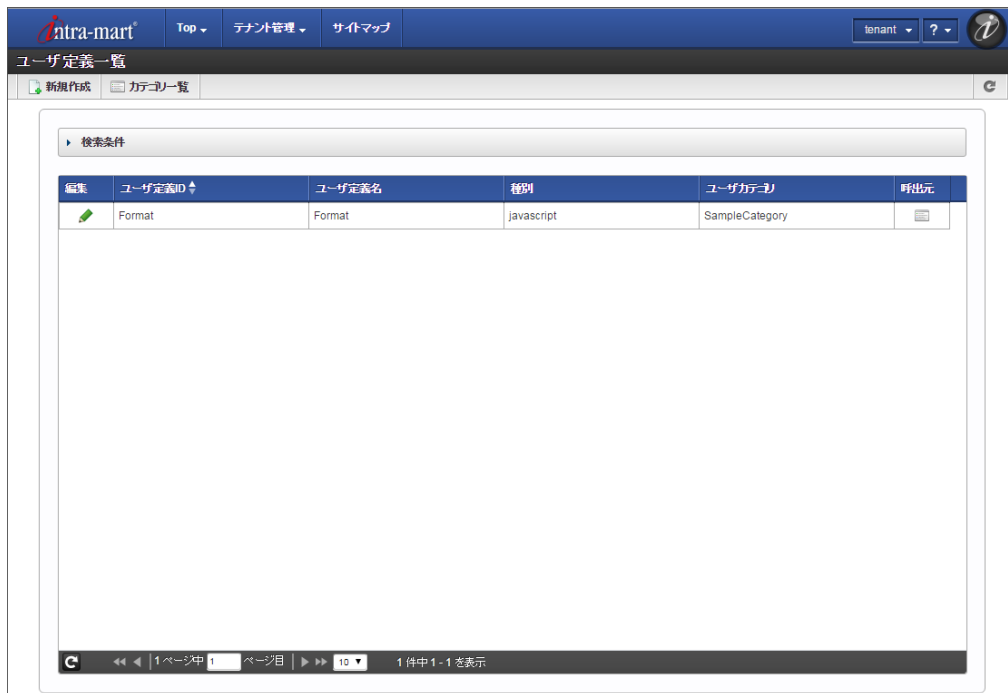 intra-mart® Top テナント管理 サイトマップ tenant ?
ユーザ定義一覧
新規作成 カテゴリ一覧
検索条件
編集 ユーザ定義ID ユーザ定義名 種別 ユーザカテゴリ 呼出元
Format Format javascript SampleCategory
1 ページ中 1 ページ目 10 1 件中 1 - 1 を表示